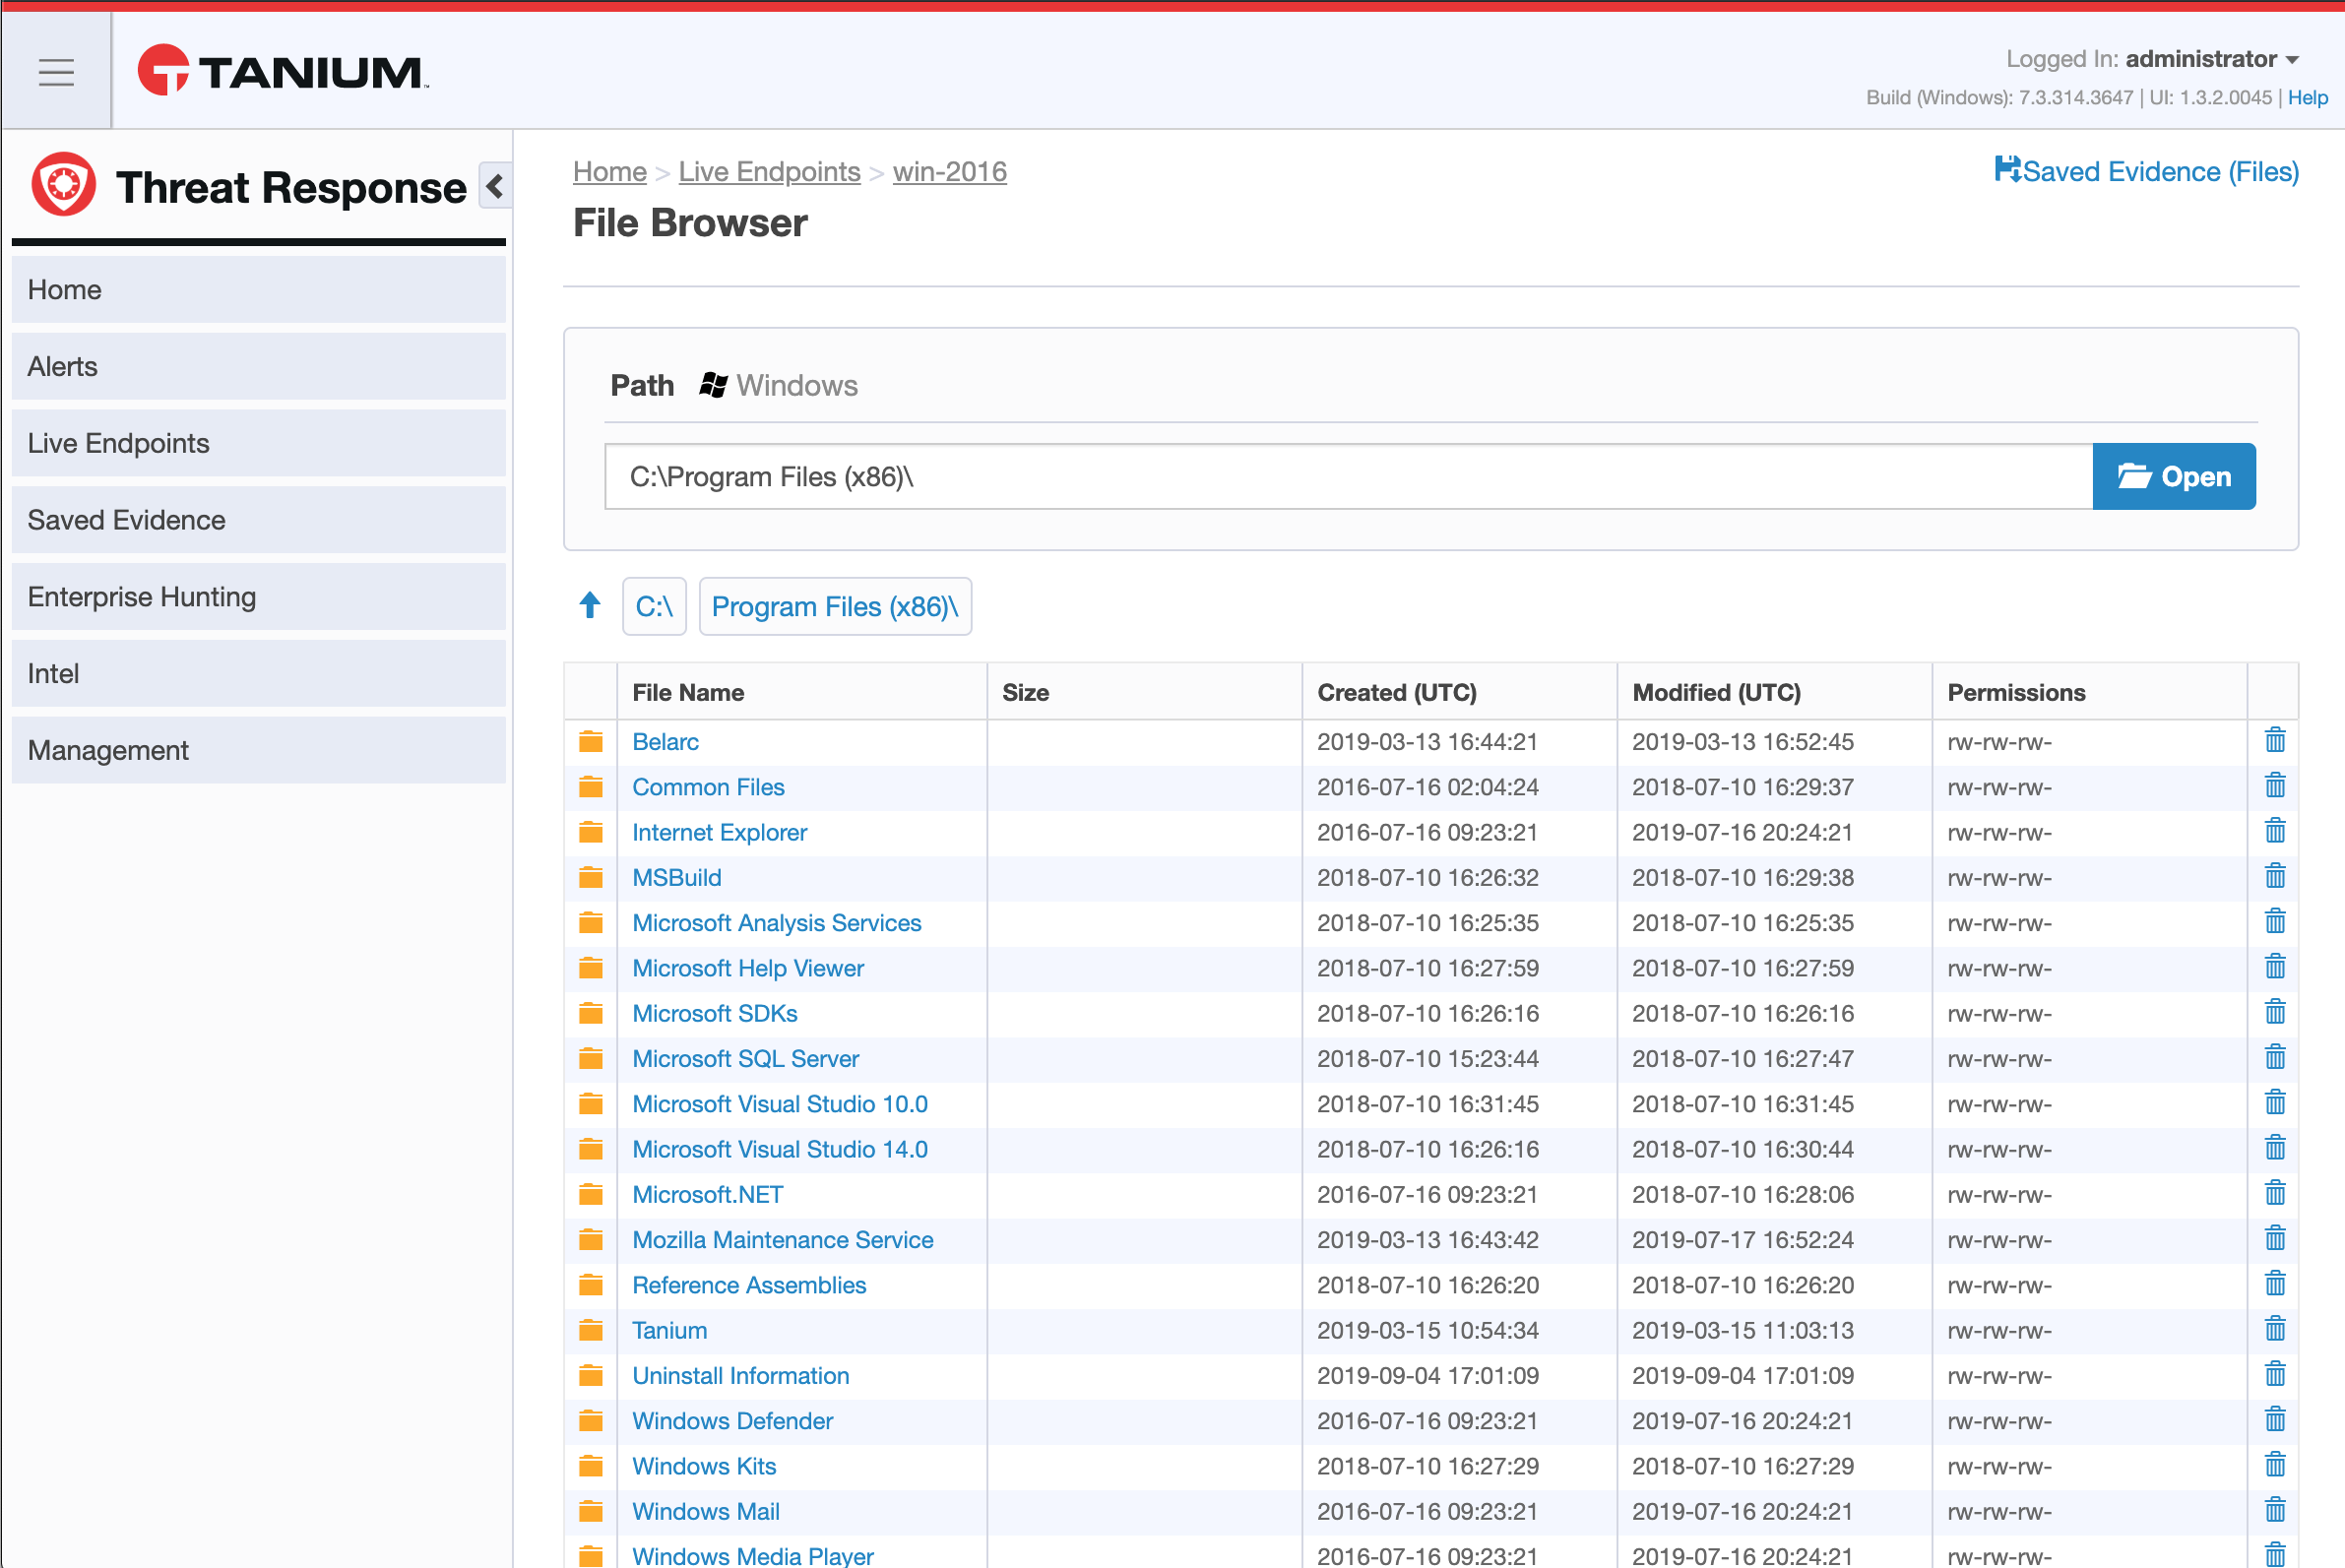 TANIUM™
Logged In: administrator
Build (Windows): 7.3.314.3647 | UI: 1.3.2.0045 | Help
Threat Response
Home
Alerts
Live Endpoints
Saved Evidence
Enterprise Hunting
Intel
Management
Home > Live Endpoints > win-2016
Saved Evidence (Files)
File Browser
Path Windows
C:\Program Files (x86)\
Open
C:\ Program Files (x86)\
File Name Size Created (UTC) Modified (UTC) Permissions
Belarc 2019-03-13 16:44:21 2019-03-13 16:52:45 rw-rw-rw-
Common Files 2016-07-16 02:04:24 2018-07-10 16:29:37 rw-rw-rw-
Internet Explorer 2016-07-16 09:23:21 2019-07-16 20:24:21 rw-rw-rw-
MSBuild 2018-07-10 16:26:32 2018-07-10 16:29:38 rw-rw-rw-
Microsoft Analysis Services 2018-07-10 16:25:35 2018-07-10 16:25:35 rw-rw-rw-
Microsoft Help Viewer 2018-07-10 16:27:59 2018-07-10 16:27:59 rw-rw-rw-
Microsoft SDKs 2018-07-10 16:26:16 2018-07-10 16:26:16 rw-rw-rw-
Microsoft SQL Server 2018-07-10 15:23:44 2018-07-10 16:27:47 rw-rw-rw-
Microsoft Visual Studio 10.0 2018-07-10 16:31:45 2018-07-10 16:31:45 rw-rw-rw-
Microsoft Visual Studio 14.0 2018-07-10 16:26:16 2018-07-10 16:30:44 rw-rw-rw-
Microsoft.NET 2016-07-16 09:23:21 2018-07-10 16:28:06 rw-rw-rw-
Mozilla Maintenance Service 2019-03-13 16:43:42 2019-07-17 16:52:24 rw-rw-rw-
Reference Assemblies 2018-07-10 16:26:20 2018-07-10 16:26:20 rw-rw-rw-
Tanium 2019-03-15 10:54:34 2019-03-15 11:03:13 rw-rw-rw-
Uninstall Information 2019-09-04 17:01:09 2019-09-04 17:01:09 rw-rw-rw-
Windows Defender 2016-07-16 09:23:21 2019-07-16 20:24:21 rw-rw-rw-
Windows Kits 2018-07-10 16:27:29 2018-07-10 16:27:29 rw-rw-rw-
Windows Mail 2016-07-16 09:23:21 2019-07-16 20:24:21 rw-rw-rw-
Windows Media Player 2016-07-16 09:23:21 2019-07-16 20:24:21 rw-rw-rw-